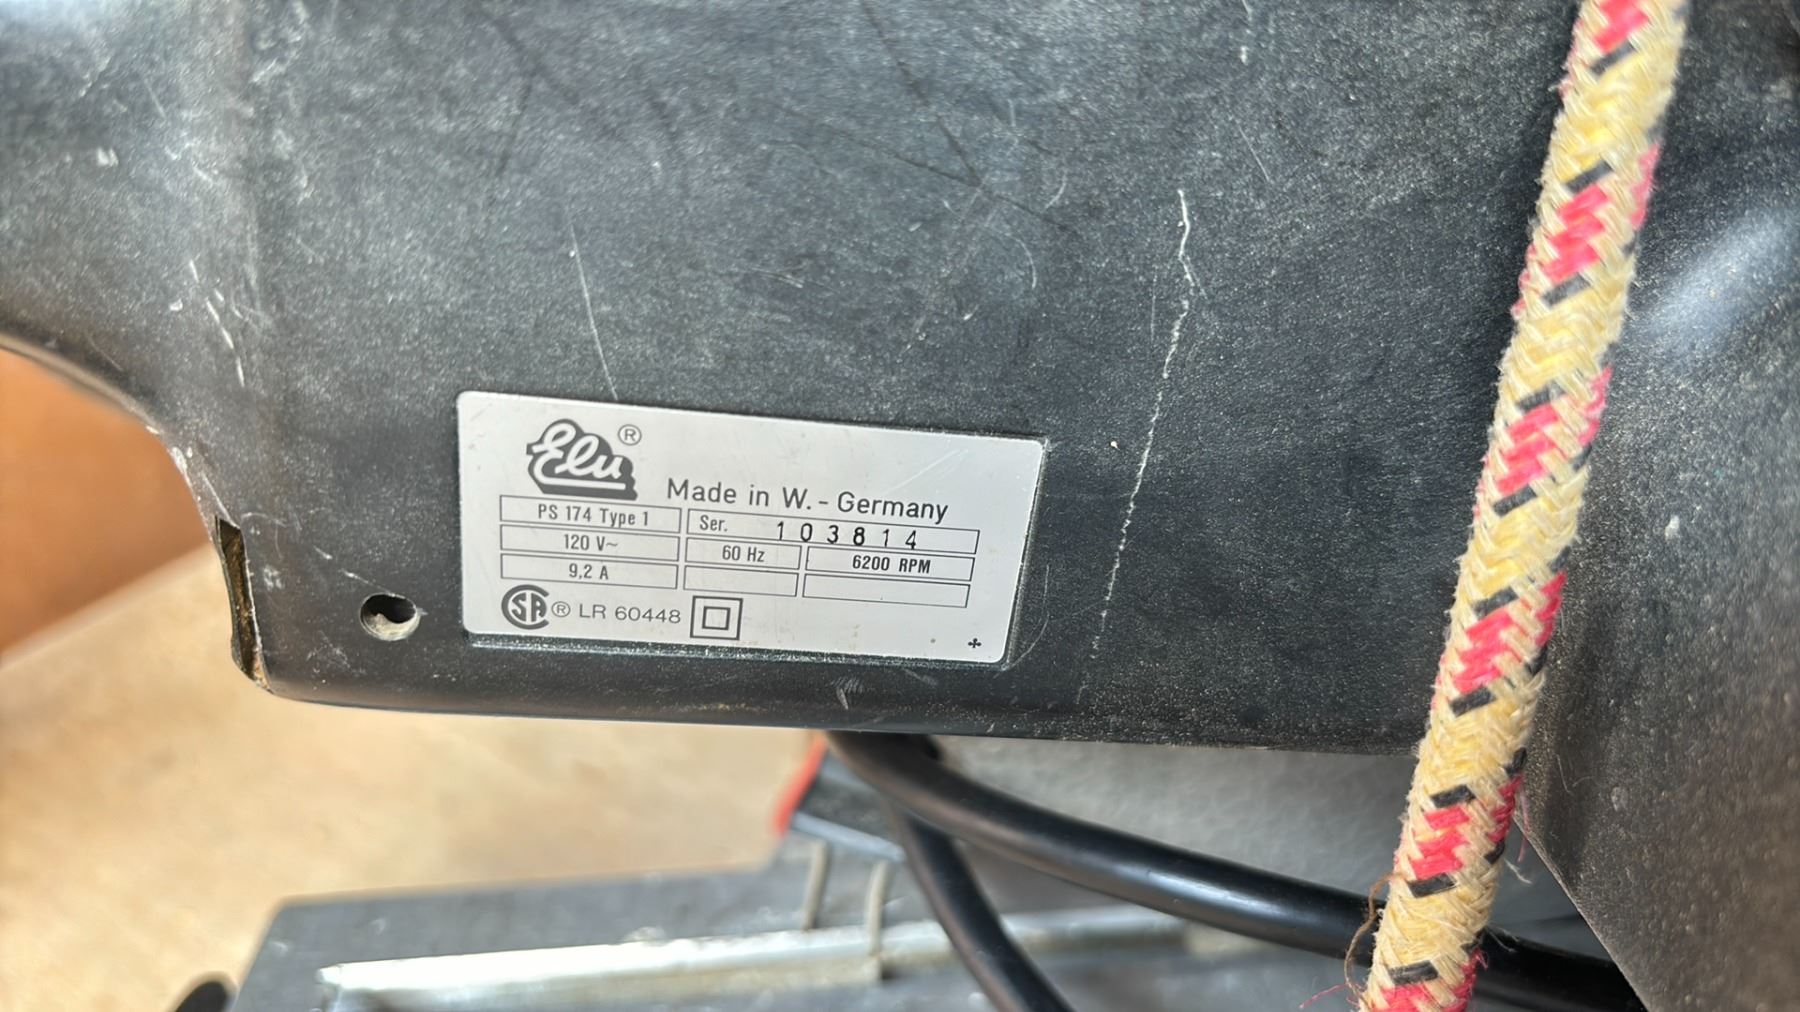 Elu ®
Made in W. - Germany
PS 174 Type 1 Ser. 103814
120 V~ 60 Hz 6200 RPM
9,2 A
SA ® LR 60448